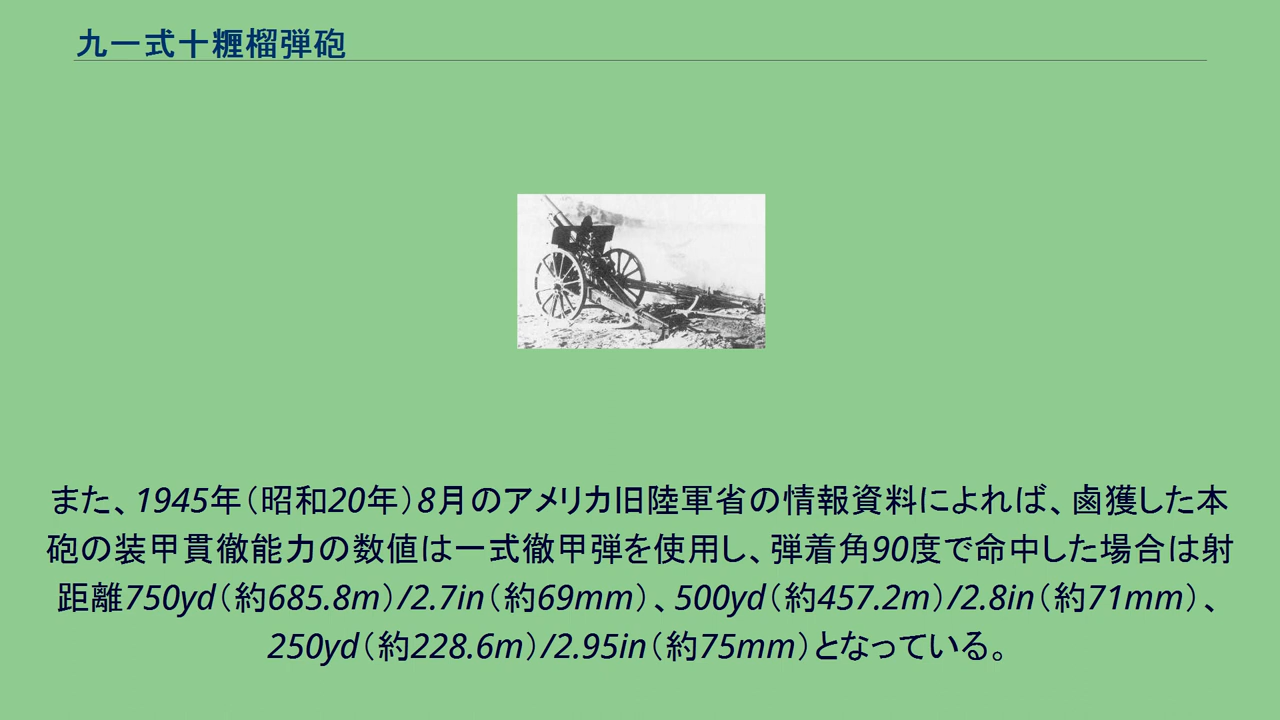 九一式十糎榴弾砲
また、1945年（昭和20年）8月のアメリカ旧陸軍省の情報資料によれば、鹵獲した本
砲の装甲貫徹能力の数値は一式徹甲弾を使用し、弾着角90度で命中した場合は射
距離750yd（約685.8m）/2.7in（約69mm）、500yd（約457.2m）/2.8in（約71mm）、
250yd（約228.6m）/2.95in（約75mm）となっている。